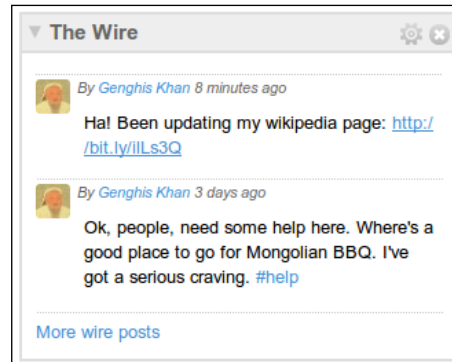 The Wire
By Genghis Khan 8 minutes ago
Ha! Been updating my wikipedia page: http:/
/bit.ly/ilLs3Q
By Genghis Khan 3 days ago
Ok, people, need some help here. Where's a
good place to go for Mongolian BBQ. I've
got a serious craving. #help
More wire posts